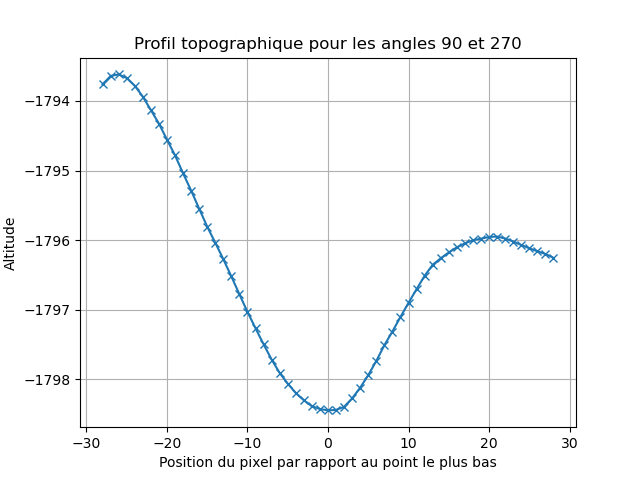 Profil topographique pour les angles 90 et 270
−1794
−1795
−1796
−1797
−1798
Altitude
−30 −20 −10 0 10 20 30
Position du pixel par rapport au point le plus bas